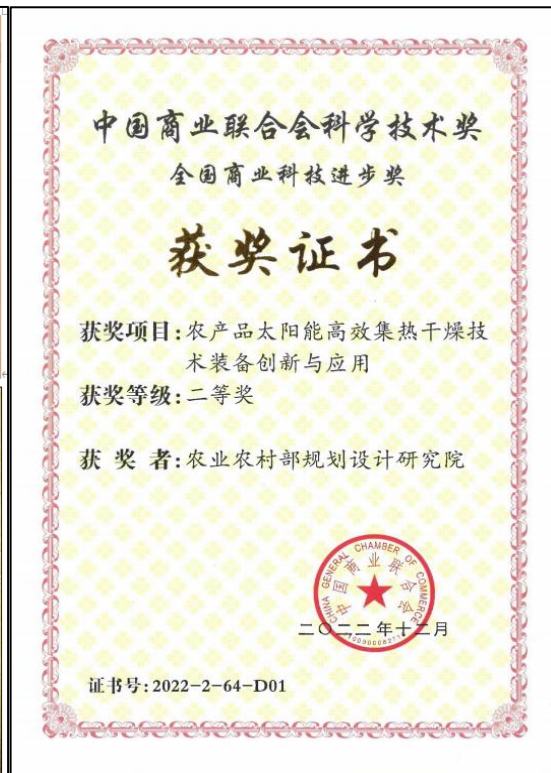 中国商业联合会科学技术奖
全国商业科技进步奖
获奖证书
获奖项目:农产品太阳能高效集热干燥技
术装备创新与应用
获奖等级:二等奖
获奖者:农业农村部规划设计研究院
CHINA GENERAL CHAMBER OF COMMERCE
中国商业联合会
二〇二二年十二月
证书号:2022-2-64-D01